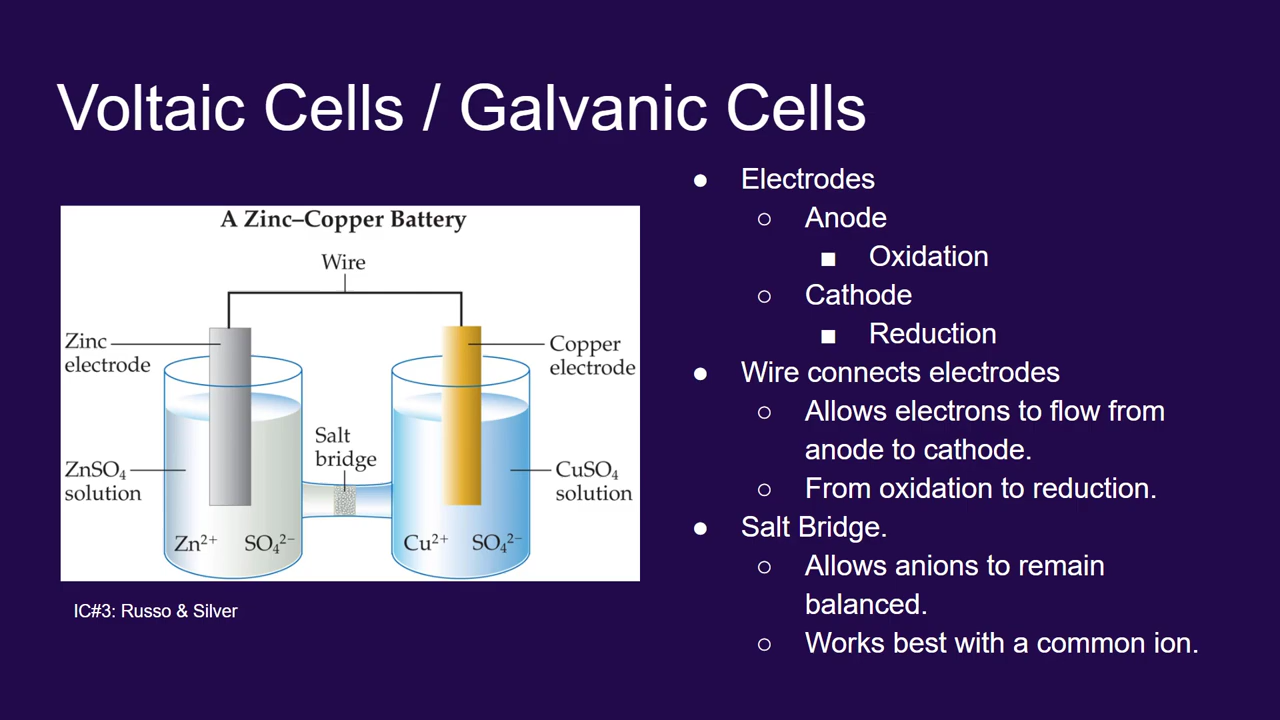 Voltaic Cells / Galvanic Cells
A Zinc–Copper Battery
Wire
Zinc
electrode
Copper
electrode
Salt
bridge
ZnSO₄
solution
CuSO₄
solution
Zn²⁺ SO₄²⁻
Cu²⁺ SO₄²⁻
IC#3: Russo & Silver
● Electrodes
○ Anode
■ Oxidation
○ Cathode
■ Reduction
● Wire connects electrodes
○ Allows electrons to flow from
anode to cathode.
○ From oxidation to reduction.
● Salt Bridge.
○ Allows anions to remain
balanced.
○ Works best with a common ion.